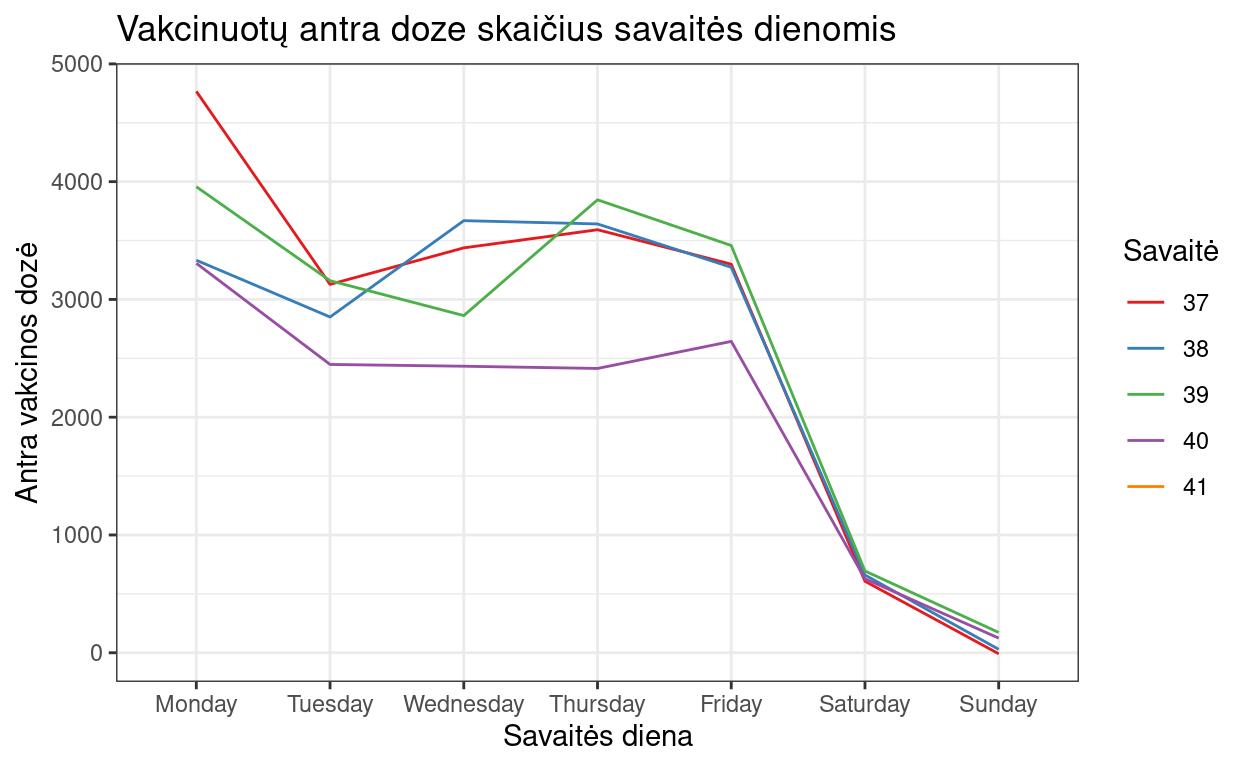 Vakcinuotų antra doze skaičius savaitės dienomis
Antra vakcinos dozė
5000
4000
3000
2000
1000
0
Monday Tuesday Wednesday Thursday Friday Saturday Sunday
Savaitės diena
Savaitė
37
38
39
40
41